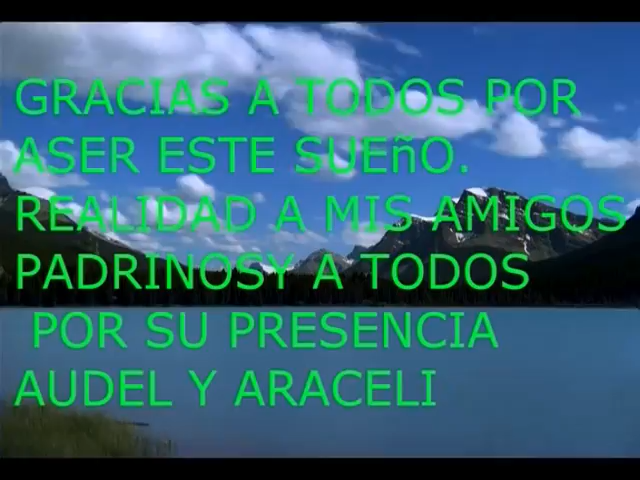 GRACIAS A TODOS POR
ASER ESTE SUEñO.
REALIDAD A MIS AMIGOS
PADRINOSY A TODOS
POR SU PRESENCIA
AUDEL Y ARACELI